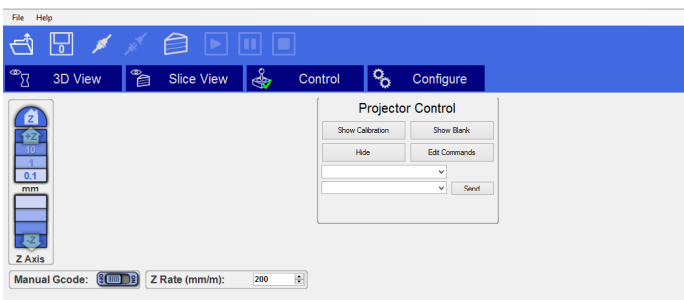 File Help
3D View Slice View Control Configure
Projector Control
Show Calibration Show Blank
Hide Edit Commands
Send
Z
+Z
10
1
0.1
mm
-Z
Z Axis
Manual Gcode: Z Rate (mm/m): 200